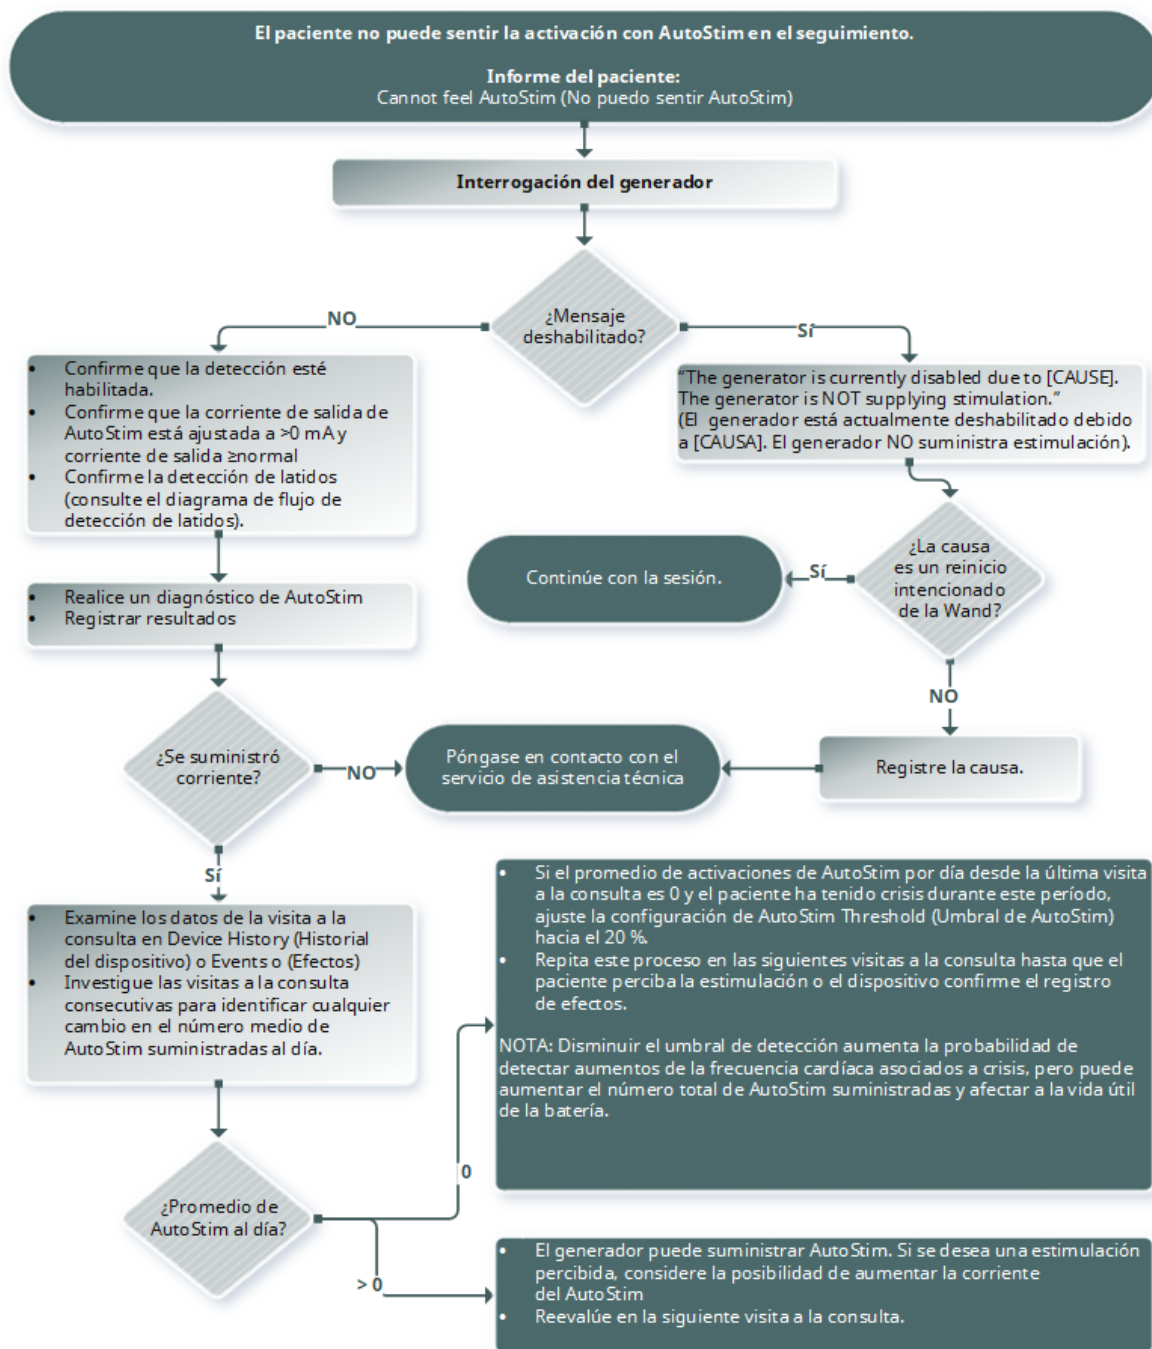 El paciente no puede sentir la activación con AutoStim en el seguimiento.
Informe del paciente:
Cannot feel AutoStim (No puedo sentir AutoStim)
Interrogación del generador
¿Mensaje
deshabilitado?
NO
Sí
• Confirme que la detección esté
habilitada.
• Confirme que la corriente de salida de
AutoStim está ajustada a >0 mA y
corriente de salida ≥normal
• Confirme la detección de latidos
(consulte el diagrama de flujo de
detección de latidos).
“The generator is currently disabled due to [CAUSE].
The generator is NOT supplying stimulation.”
(El generador está actualmente deshabilitado debido
a [CAUSA]. El generador NO suministra estimulación).
¿La causa
es un reinicio
intencionado
de la Wand?
Sí
Continúe con la sesión.
NO
Registre la causa.
• Realice un diagnóstico de AutoStim
• Registrar resultados
¿Se suministró
corriente?
NO
Póngase en contacto con el
servicio de asistencia técnica
Sí
• Examine los datos de la visita a la
consulta en Device History (Historial
del dispositivo) o Events o (Efectos)
• Investigue las visitas a la consulta
consecutivas para identificar cualquier
cambio en el número medio de
AutoStim suministradas al día.
¿Promedio de
AutoStim al día?
0
• Si el promedio de activaciones de AutoStim por día desde la última visita
a la consulta es 0 y el paciente ha tenido crisis durante este período,
ajuste la configuración de AutoStim Threshold (Umbral de AutoStim)
hacia el 20 %.
• Repita este proceso en las siguientes visitas a la consulta hasta que el
paciente perciba la estimulación o el dispositivo confirme el registro
de efectos.
NOTA: Disminuir el umbral de detección aumenta la probabilidad de
detectar aumentos de la frecuencia cardíaca asociados a crisis, pero puede
aumentar el número total de AutoStim suministradas y afectar a la vida útil
de la batería.
> 0
• El generador puede suministrar AutoStim. Si se desea una estimulación
percibida, considere la posibilidad de aumentar la corriente
del AutoStim
• Reevalúe en la siguiente visita a la consulta.